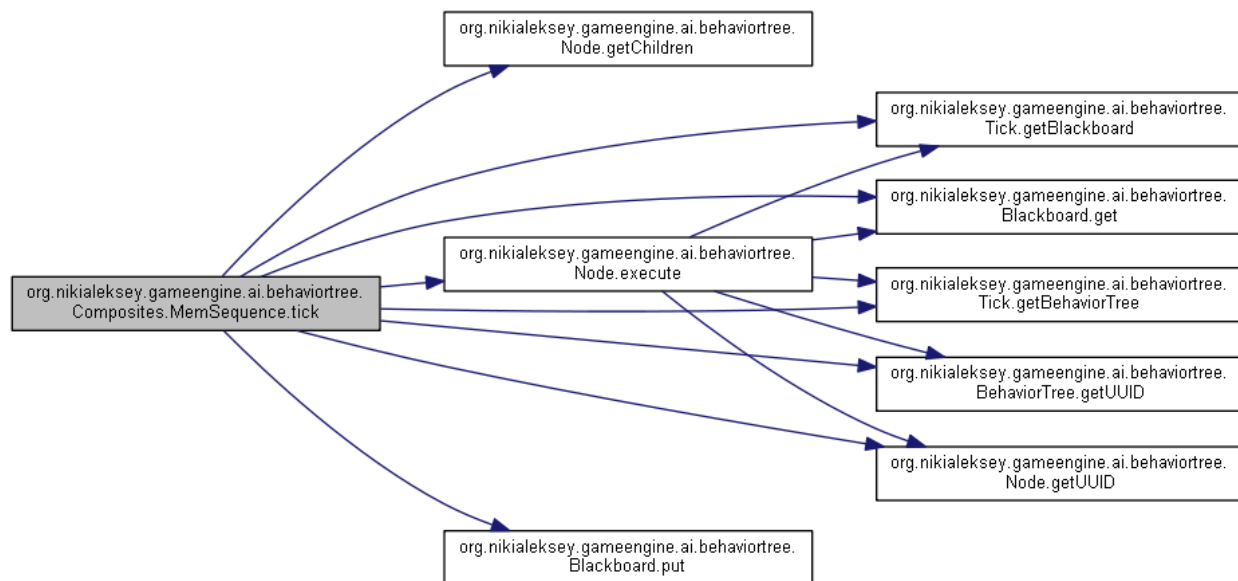 org.nikialeksey.gameengine.ai.behaviortree.
Node.getChildren
org.nikialeksey.gameengine.ai.behaviortree.
Tick.getBlackboard
org.nikialeksey.gameengine.ai.behaviortree.
Blackboard.get
org.nikialeksey.gameengine.ai.behaviortree.
Node.execute
org.nikialeksey.gameengine.ai.behaviortree.
Composites.MemSequence.tick
org.nikialeksey.gameengine.ai.behaviortree.
Tick.getBehaviorTree
org.nikialeksey.gameengine.ai.behaviortree.
BehaviorTree.getUUID
org.nikialeksey.gameengine.ai.behaviortree.
Node.getUUID
org.nikialeksey.gameengine.ai.behaviortree.
Blackboard.put